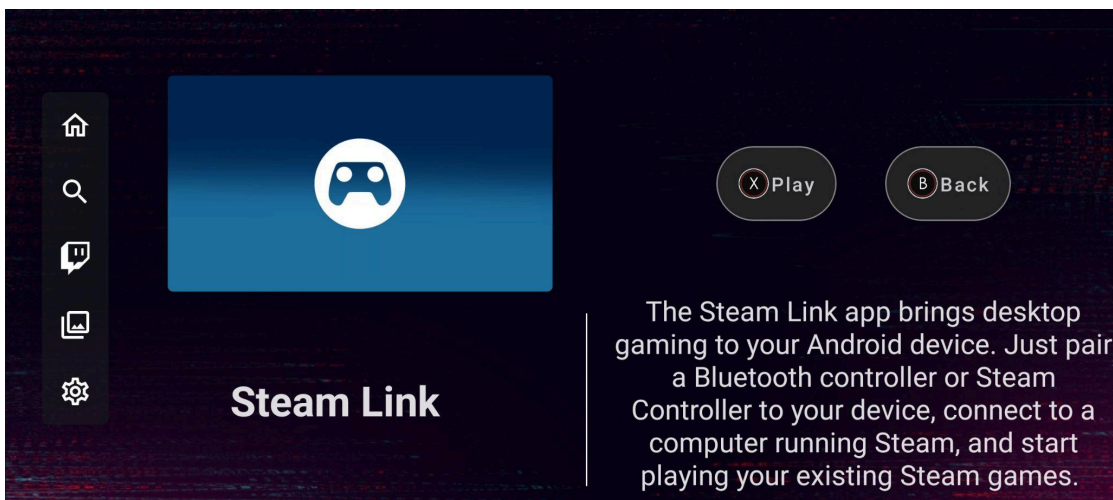 X Play
B Back
Steam Link
The Steam Link app brings desktop
gaming to your Android device. Just pair
a Bluetooth controller or Steam
Controller to your device, connect to a
computer running Steam, and start
playing your existing Steam games.